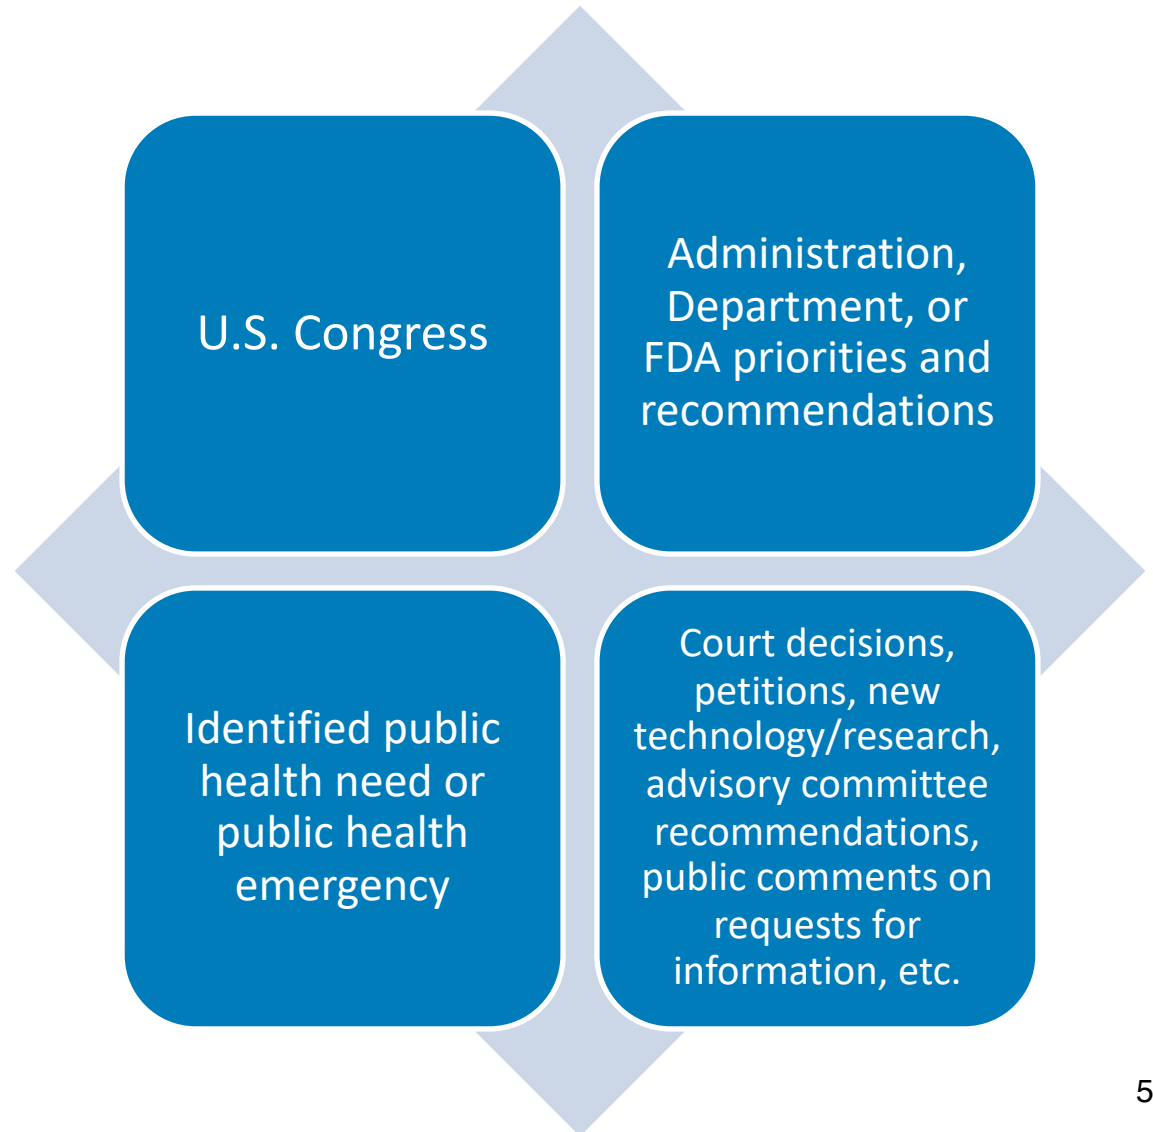 U.S. Congress
Administration,
Department, or
FDA priorities and
recommendations
Identified public
health need or
public health
emergency
Court decisions,
petitions, new
technology/research,
advisory committee
recommendations,
public comments on
requests for
information, etc.
5